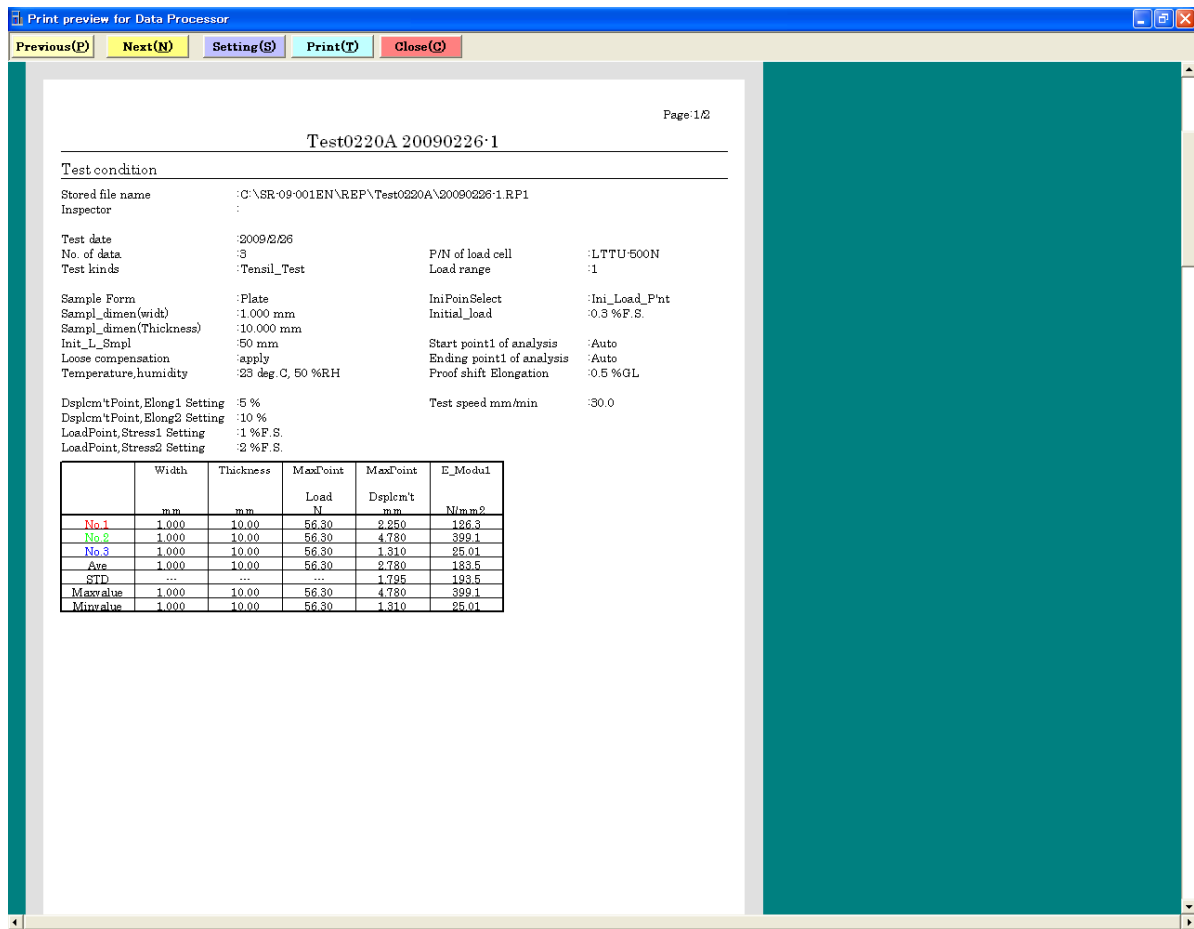 Print preview for Data Processor
Previous(P) Next(N) Setting(S) Print(T) Close(C)
Page:1/2
Test0220A 20090226-1
Test condition
Stored file name :C:\SR-09-001EN\REP\Test0220A\20090226-1.RP1
Inspector :
Test date :2009/2/26
No. of data :3 P/N of load cell :LTTU-500N
Test kinds :Tensil_Test Load range :1
Sample Form :Plate IniPoinSelect :Ini_Load_P'nt
Sampl_dimen(widt) :1.000 mm Initial_load :0.3 %F.S.
Sampl_dimen(Thickness) :10.000 mm
Init_L_Smpl :50 mm Start point1 of analysis :Auto
Loose compensation :apply Ending point1 of analysis :Auto
Temperature,humidity :23 deg.C, 50 %RH Proof shift Elongation :0.5 %GL
Dsplcm'tPoint,Elong1 Setting :5 % Test speed mm/min :30.0
Dsplcm'tPoint,Elong2 Setting :10 %
LoadPoint,Stress1 Setting :1 %F.S.
LoadPoint,Stress2 Setting :2 %F.S.
Width Thickness MaxPoint MaxPoint E_Modu1
Load Dsplcm't
mm mm N mm N/mm2
No.1 1.000 10.00 56.30 2.250 126.3
No.2 1.000 10.00 56.30 4.780 399.1
No.3 1.000 10.00 56.30 1.310 25.01
Ave 1.000 10.00 56.30 2.780 183.5
STD --- --- --- 1.795 193.5
Maxvalue 1.000 10.00 56.30 4.780 399.1
Minvalue 1.000 10.00 56.30 1.310 25.01